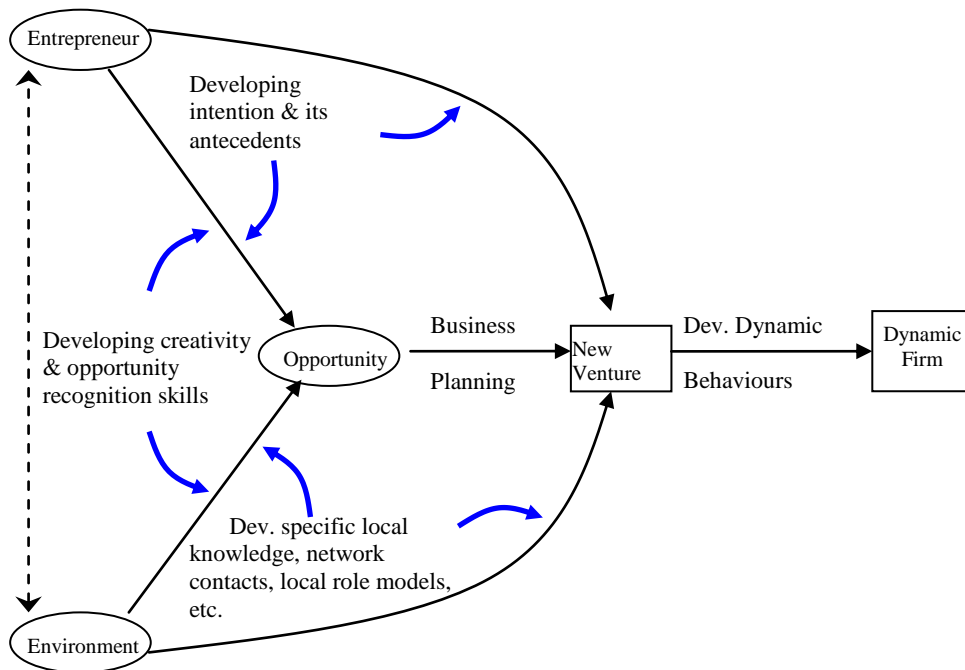 Entrepreneur
Developing
intention & its
antecedents
Developing creativity
& opportunity
recognition skills
Opportunity
Business
Planning
New
Venture
Dev. Dynamic
Behaviours
Dynamic
Firm
Dev. specific local
knowledge, network
contacts, local role models,
etc.
Environment